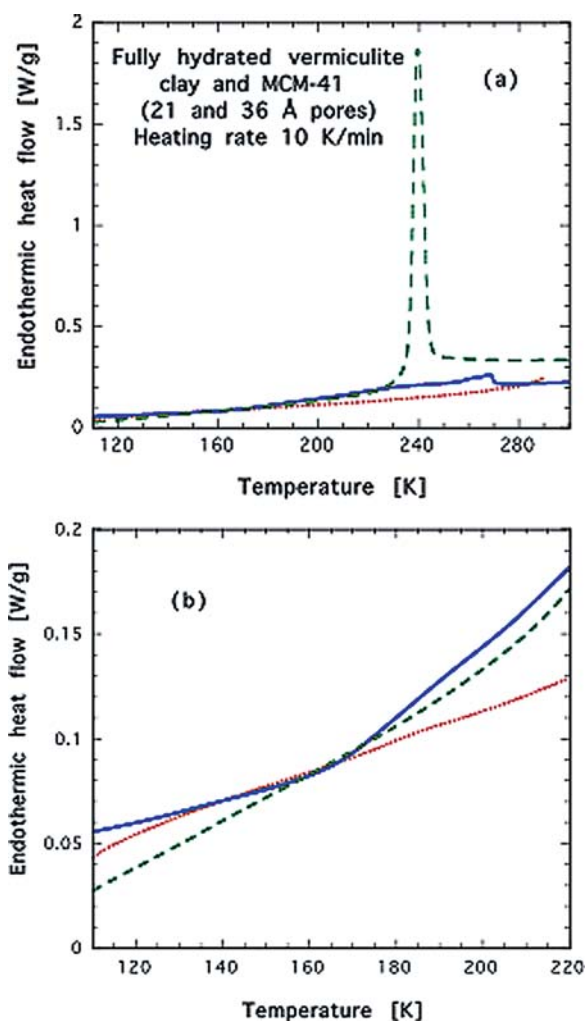 2
1.5
1
0.5
0
Endothermic heat flow [W/g]
Fully hydrated vermiculite
clay and MCM-41
(21 and 36 Å pores)
Heating rate 10 K/min
(a)
120 160 200 240 280
Temperature [K]
0.2
0.15
0.1
0.05
0
Endothermic heat flow [W/g]
(b)
120 140 160 180 200 220
Temperature [K]